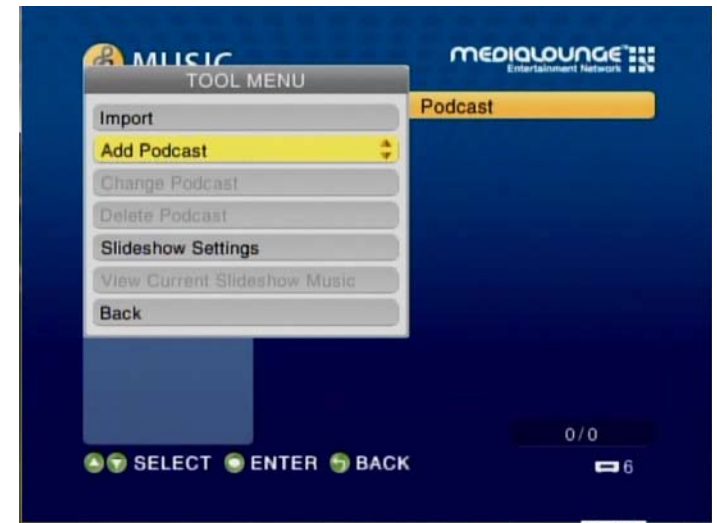 MUSIC
MEDIALOUNGE™
Entertainment Network
TOOL MENU
Podcast
Import
Add Podcast
Change Podcast
Delete Podcast
Slideshow Settings
View Current Slideshow Music
Back
0/0
SELECT ENTER BACK
6